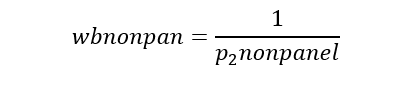 wbnonpan = 1 / p₂nonpanel